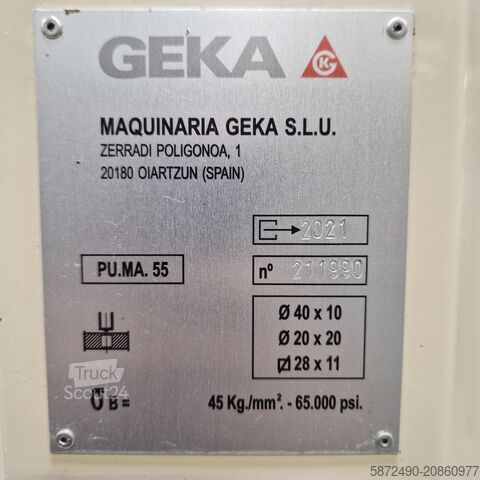 GEKA
GK
MAQUINARIA GEKA S.L.U.
ZERRADI POLIGONOA, 1
20180 OIARTZUN (SPAIN)
2021
PU.MA. 55
nº 211990
Ø 40 x 10
Ø 20 x 20
28 x 11
Truck
Scout24
B= 45 Kg./mm². - 65.000 psi.
5872490-20860977